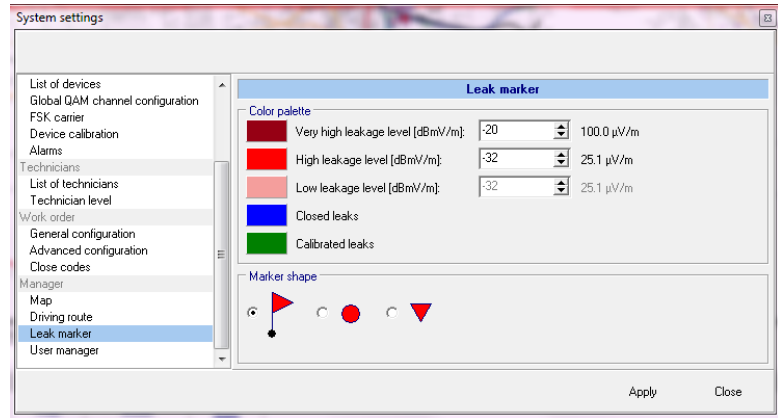 System settings
List of devices
Global QAM channel configuration
FSK carrier
Device calibration
Alarms
Technicians
List of technicians
Technician level
Work order
General configuration
Advanced configuration
Close codes
Manager
Map
Driving route
Leak marker
User manager
Leak marker
Color palette
Very high leakage level [dBmV/m]: -20 100.0 µV/m
High leakage level [dBmV/m]: -32 25.1 µV/m
Low leakage level [dBmV/m]: -32 25.1 µV/m
Closed leaks
Calibrated leaks
Marker shape
Apply Close